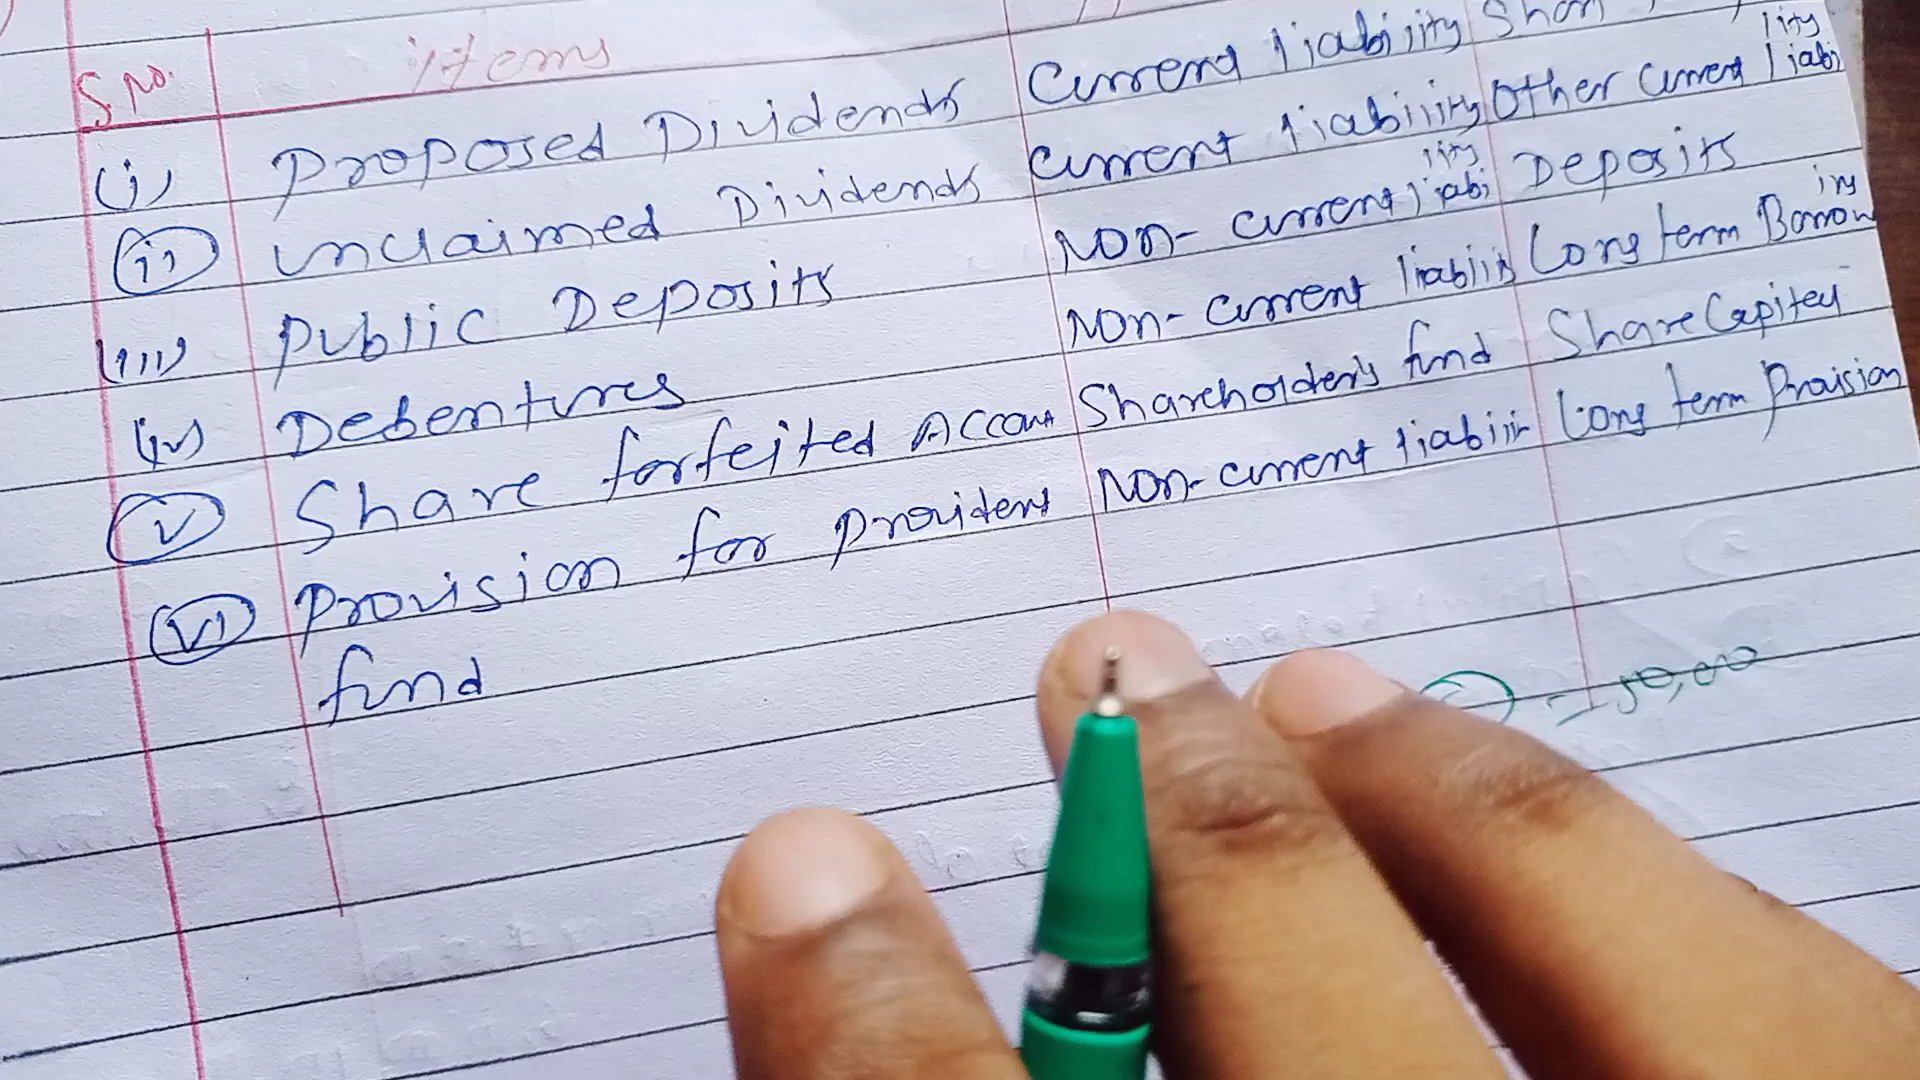 S.No. Items
(i) Proposed Dividends Current liability Short
(ii) unclaimed Dividends Current liability Other Current liability
(iii) Public Deposits Non-current liability Deposits
(iv) Debentures Non-current liability Long term Borrowing
(v) Share forfeited Account Shareholder's fund Share Capital
(vi) Provision for Provident Non-current liability Long term Provision
fund